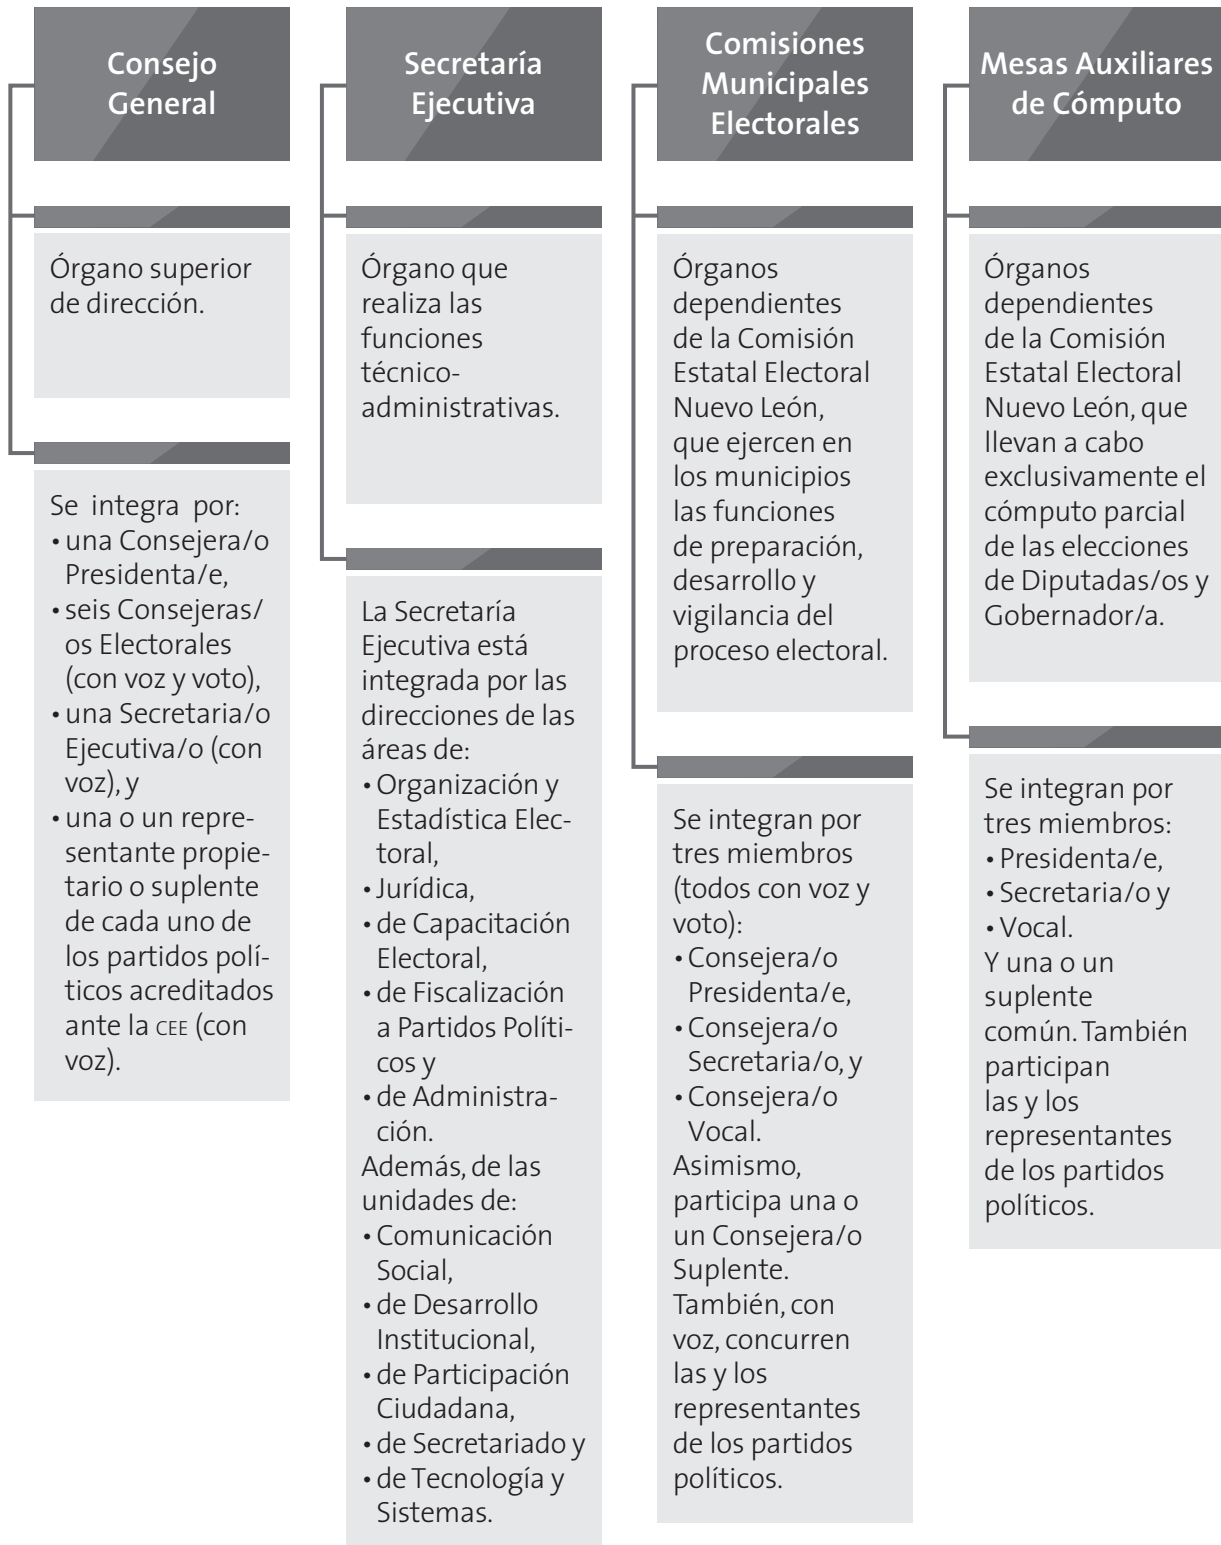 Consejo
General
Órgano superior
de dirección.
Se integra por:
• una Consejera/o
Presidenta/e,
• seis Consejeras/
os Electorales
(con voz y voto),
• una Secretaria/o
Ejecutiva/o (con
voz), y
• una o un repre-
sentante propie-
tario o suplente
de cada uno de
los partidos polí-
ticos acreditados
ante la CEE (con
voz).
Secretaría
Ejecutiva
Órgano que
realiza las
funciones
técnico-
administrativas.
La Secretaría
Ejecutiva está
integrada por las
direcciones de las
áreas de:
• Organización y
Estadística Elec-
toral,
• Jurídica,
• de Capacitación
Electoral,
• de Fiscalización
a Partidos Políti-
cos y
• de Administra-
ción.
Además, de las
unidades de:
• Comunicación
Social,
• de Desarrollo
Institucional,
• de Participación
Ciudadana,
• de Secretariado y
• de Tecnología y
Sistemas.
Comisiones
Municipales
Electorales
Órganos
dependientes
de la Comisión
Estatal Electoral
Nuevo León,
que ejercen en
los municipios
las funciones
de preparación,
desarrollo y
vigilancia del
proceso electoral.
Se integran por
tres miembros
(todos con voz y
voto):
• Consejera/o
Presidenta/e,
• Consejera/o
Secretaria/o, y
• Consejera/o
Vocal.
Asimismo,
participa una o
un Consejera/o
Suplente.
También, con
voz, concurren
las y los
representantes
de los partidos
políticos.
Mesas Auxiliares
de Cómputo
Órganos
dependientes
de la Comisión
Estatal Electoral
Nuevo León, que
llevan a cabo
exclusivamente el
cómputo parcial
de las elecciones
de Diputadas/os y
Gobernador/a.
Se integran por
tres miembros:
• Presidenta/e,
• Secretaria/o y
• Vocal.
Y una o un
suplente
común. También
participan
las y los
representantes
de los partidos
políticos.